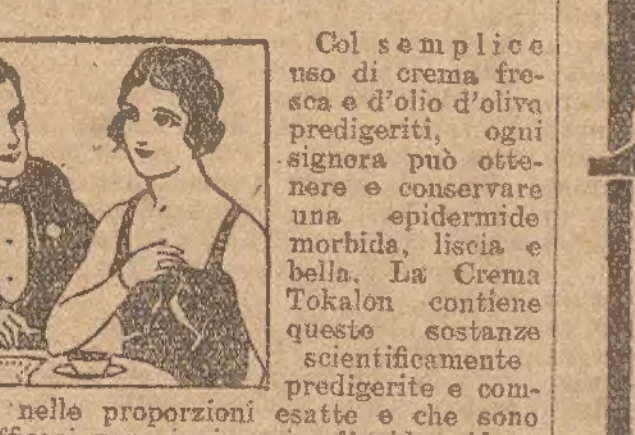 Col semplice
uso di crema fre-
sca e d'olio d'oliva
predigeriti, ogni
signora può otte-
nere e conservare
una epidermide
morbida, liscia e
bella. La Crema
Tokalon contiene
queste sostanze
scientificamente
predigerite e com-
nelle proporzioni esatte e che sono